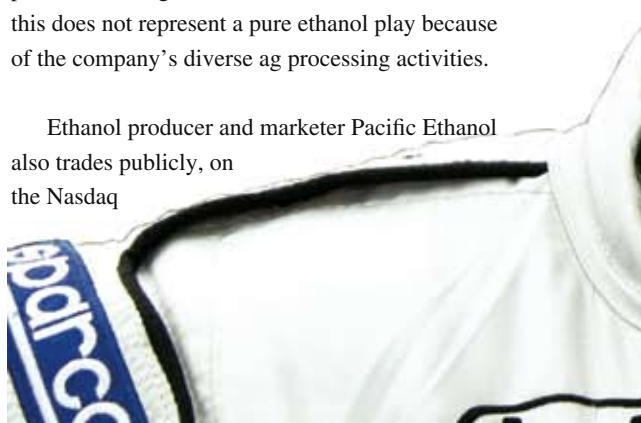 this does not represent a pure ethanol play because
of the company's diverse ag processing activities.
Ethanol producer and marketer Pacific Ethanol
also trades publicly, on
the Nasdaq
sparco